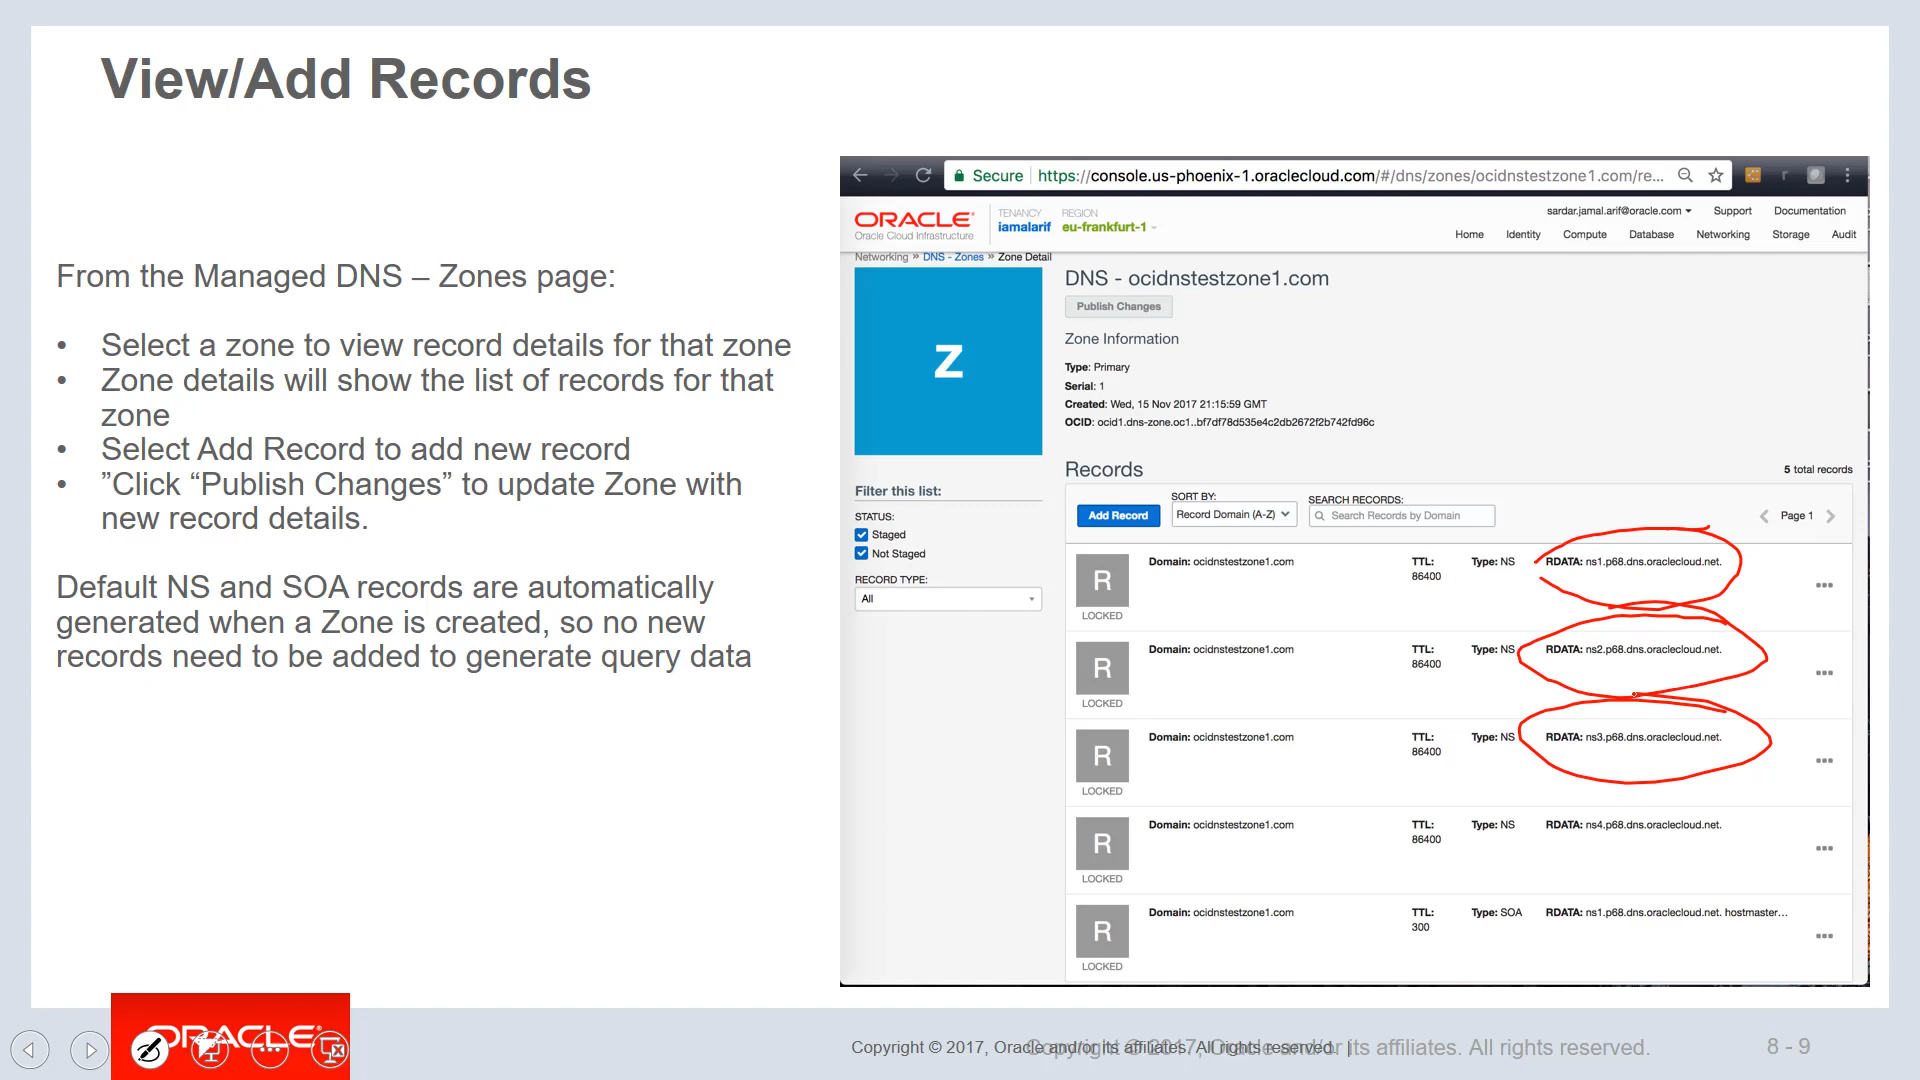 View/Add Records
From the Managed DNS – Zones page:
• Select a zone to view record details for that zone
• Zone details will show the list of records for that
zone
• Select Add Record to add new record
• ”Click “Publish Changes” to update Zone with
new record details.
Default NS and SOA records are automatically
generated when a Zone is created, so no new
records need to be added to generate query data
Secure https://console.us-phoenix-1.oraclecloud.com/#/dns/zones/ocidnstestzone1.com/re...
ORACLE
Oracle Cloud Infrastructure
TENANCY
iamalarif
REGION
eu-frankfurt-1
sardar.jamal.arif@oracle.com Support Documentation
Home Identity Compute Database Networking Storage Audit
Networking » DNS - Zones » Zone Detail
Z
DNS - ocidnstestzone1.com
Publish Changes
Zone Information
Type: Primary
Serial: 1
Created: Wed, 15 Nov 2017 21:15:59 GMT
OCID: ocid1.dns-zone.oc1..bf7df78d535e4c2db2672f2b742fd96c
Filter this list:
STATUS:
Staged
Not Staged
RECORD TYPE:
All
Records
5 total records
Add Record
SORT BY:
Record Domain (A-Z)
SEARCH RECORDS:
Search Records by Domain
Page 1
R
LOCKED
Domain: ocidnstestzone1.com
TTL:
86400
Type: NS
RDATA: ns1.p68.dns.oraclecloud.net.
R
LOCKED
Domain: ocidnstestzone1.com
TTL:
86400
Type: NS
RDATA: ns2.p68.dns.oraclecloud.net.
R
LOCKED
Domain: ocidnstestzone1.com
TTL:
86400
Type: NS
RDATA: ns3.p68.dns.oraclecloud.net.
R
LOCKED
Domain: ocidnstestzone1.com
TTL:
86400
Type: NS
RDATA: ns4.p68.dns.oraclecloud.net.
R
LOCKED
Domain: ocidnstestzone1.com
TTL:
300
Type: SOA
RDATA: ns1.p68.dns.oraclecloud.net. hostmaster...
ORACLE
Copyright © 2017, Oracle and/or its affiliates. All rights reserved. |
Copyright © 2017, Oracle and/or its affiliates. All rights reserved.
8 - 9